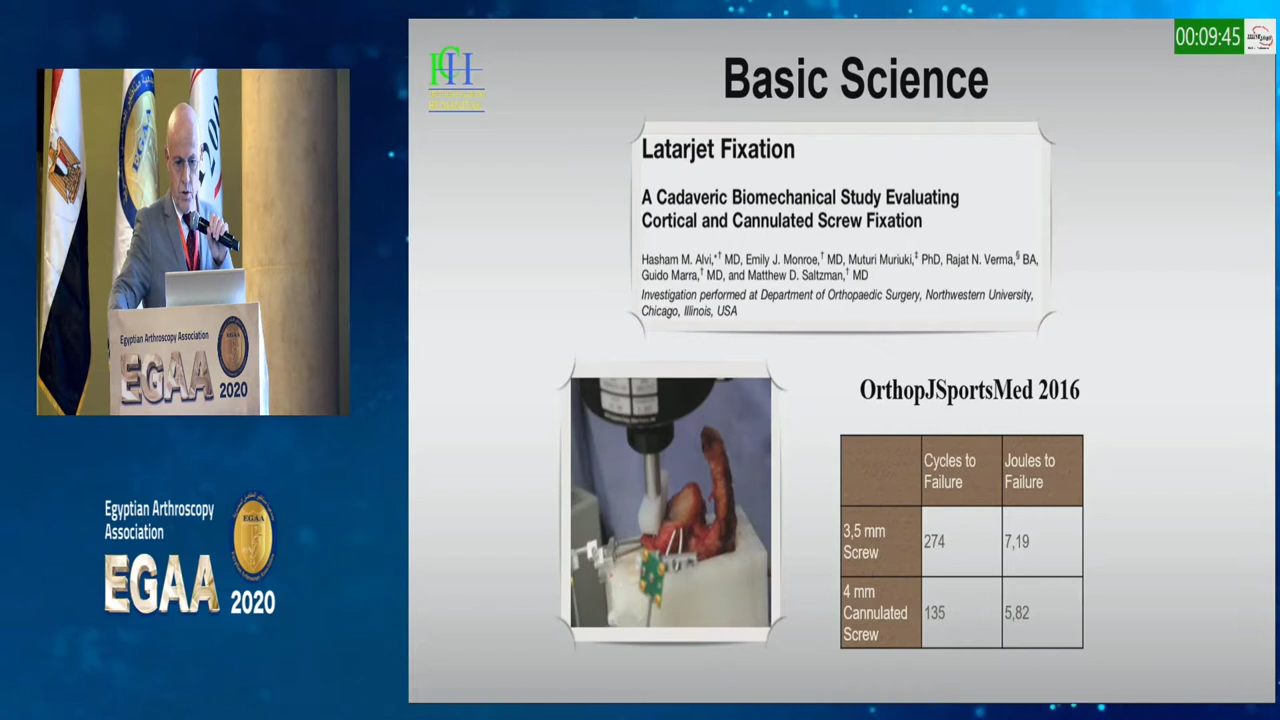 00:09:45
Basic Science
Latarjet Fixation
A Cadaveric Biomechanical Study Evaluating
Cortical and Cannulated Screw Fixation
Hasham M. Alvi,*† MD, Emily J. Monroe,† MD, Muturi Muriuki,‡ PhD, Rajat N. Verma,§ BA,
Guido Marra,† MD, and Matthew D. Saltzman,† MD
Investigation performed at Department of Orthopaedic Surgery, Northwestern University,
Chicago, Illinois, USA
OrthopJSportsMed 2016
Cycles to
Failure
Joules to
Failure
3,5 mm
Screw
274
7,19
4 mm
Cannulated
Screw
135
5,82
Egyptian Arthroscopy Association
EGAA
2020
Egyptian Arthroscopy
Association
EGAA
2020
EGAA